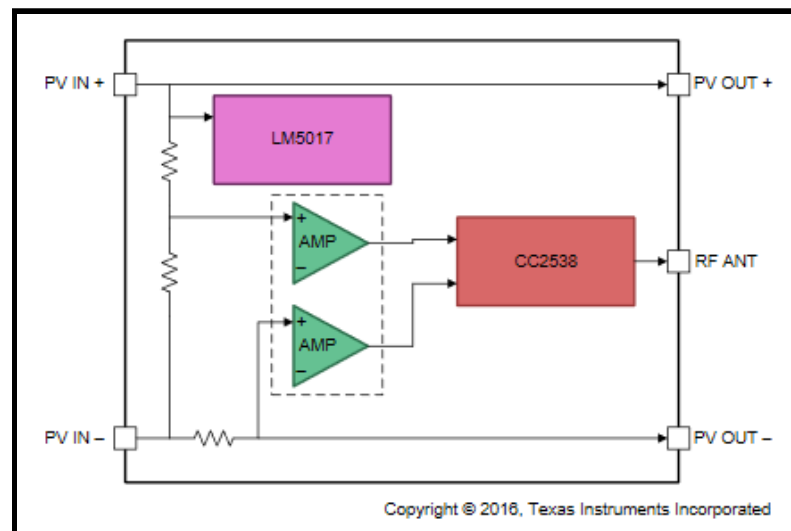 PV IN +
PV OUT +
LM5017
+
AMP
–
CC2538
RF ANT
+
AMP
–
PV IN –
PV OUT –
Copyright © 2016, Texas Instruments Incorporated